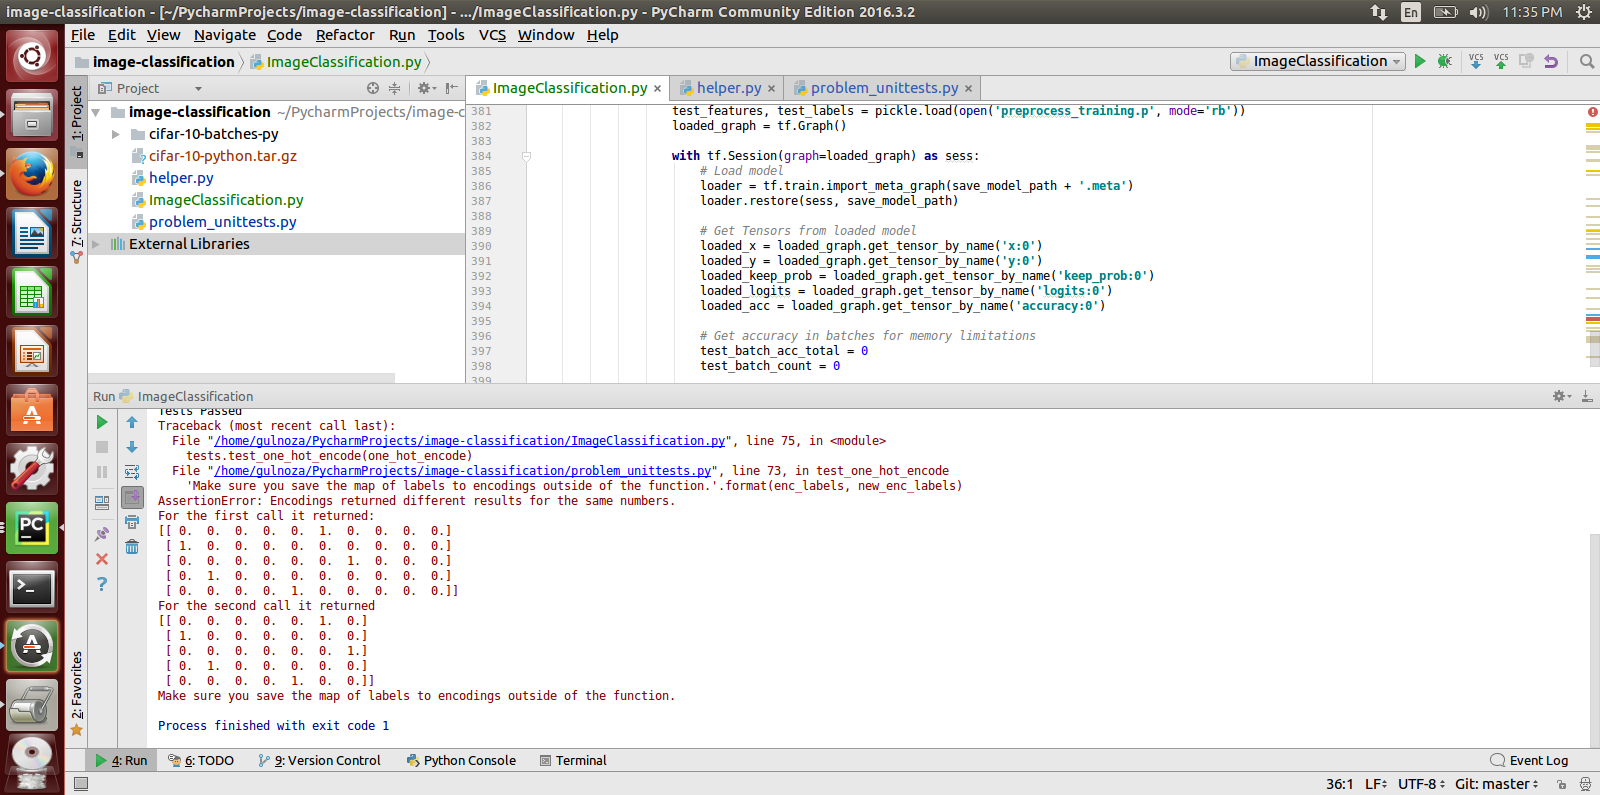 image-classification - [~/PycharmProjects/image-classification] - .../ImageClassification.py - PyCharm Community Edition 2016.3.2
En
11:35 PM
File Edit View Navigate Code Refactor Run Tools VCS Window Help
image-classification ImageClassification.py
ImageClassification
VCS VCS
1: Project
7: Structure
2: Favorites
Project
image-classification ~/PycharmProjects/image-c
cifar-10-batches-py
cifar-10-python.tar.gz
helper.py
ImageClassification.py
problem_unittests.py
External Libraries
ImageClassification.py × helper.py × problem_unittests.py ×
381 test_features, test_labels = pickle.load(open('preprocess_training.p', mode='rb'))
382 loaded_graph = tf.Graph()
383
384 with tf.Session(graph=loaded_graph) as sess:
385 # Load model
386 loader = tf.train.import_meta_graph(save_model_path + '.meta')
387 loader.restore(sess, save_model_path)
388
389 # Get Tensors from loaded model
390 loaded_x = loaded_graph.get_tensor_by_name('x:0')
391 loaded_y = loaded_graph.get_tensor_by_name('y:0')
392 loaded_keep_prob = loaded_graph.get_tensor_by_name('keep_prob:0')
393 loaded_logits = loaded_graph.get_tensor_by_name('logits:0')
394 loaded_acc = loaded_graph.get_tensor_by_name('accuracy:0')
395
396 # Get accuracy in batches for memory limitations
397 test_batch_acc_total = 0
398 test_batch_count = 0
399
Run ImageClassification
Tests Passed
Traceback (most recent call last):
File "/home/gulnoza/PycharmProjects/image-classification/ImageClassification.py", line 75, in <module>
tests.test_one_hot_encode(one_hot_encode)
File "/home/gulnoza/PycharmProjects/image-classification/problem_unittests.py", line 73, in test_one_hot_encode
'Make sure you save the map of labels to encodings outside of the function.'.format(enc_labels, new_enc_labels)
AssertionError: Encodings returned different results for the same numbers.
For the first call it returned:
[[ 0. 0. 0. 0. 0. 1. 0. 0. 0. 0.]
[ 1. 0. 0. 0. 0. 0. 0. 0. 0. 0.]
[ 0. 0. 0. 0. 0. 0. 1. 0. 0. 0.]
[ 0. 1. 0. 0. 0. 0. 0. 0. 0. 0.]
[ 0. 0. 0. 0. 1. 0. 0. 0. 0. 0.]]
For the second call it returned
[[ 0. 0. 0. 0. 0. 1. 0.]
[ 1. 0. 0. 0. 0. 0. 0.]
[ 0. 0. 0. 0. 0. 0. 1.]
[ 0. 1. 0. 0. 0. 0. 0.]
[ 0. 0. 0. 0. 1. 0. 0.]]
Make sure you save the map of labels to encodings outside of the function.
Process finished with exit code 1
4: Run 6: TODO 9: Version Control Python Console Terminal Event Log
36:1 LF UTF-8 Git: master
PC